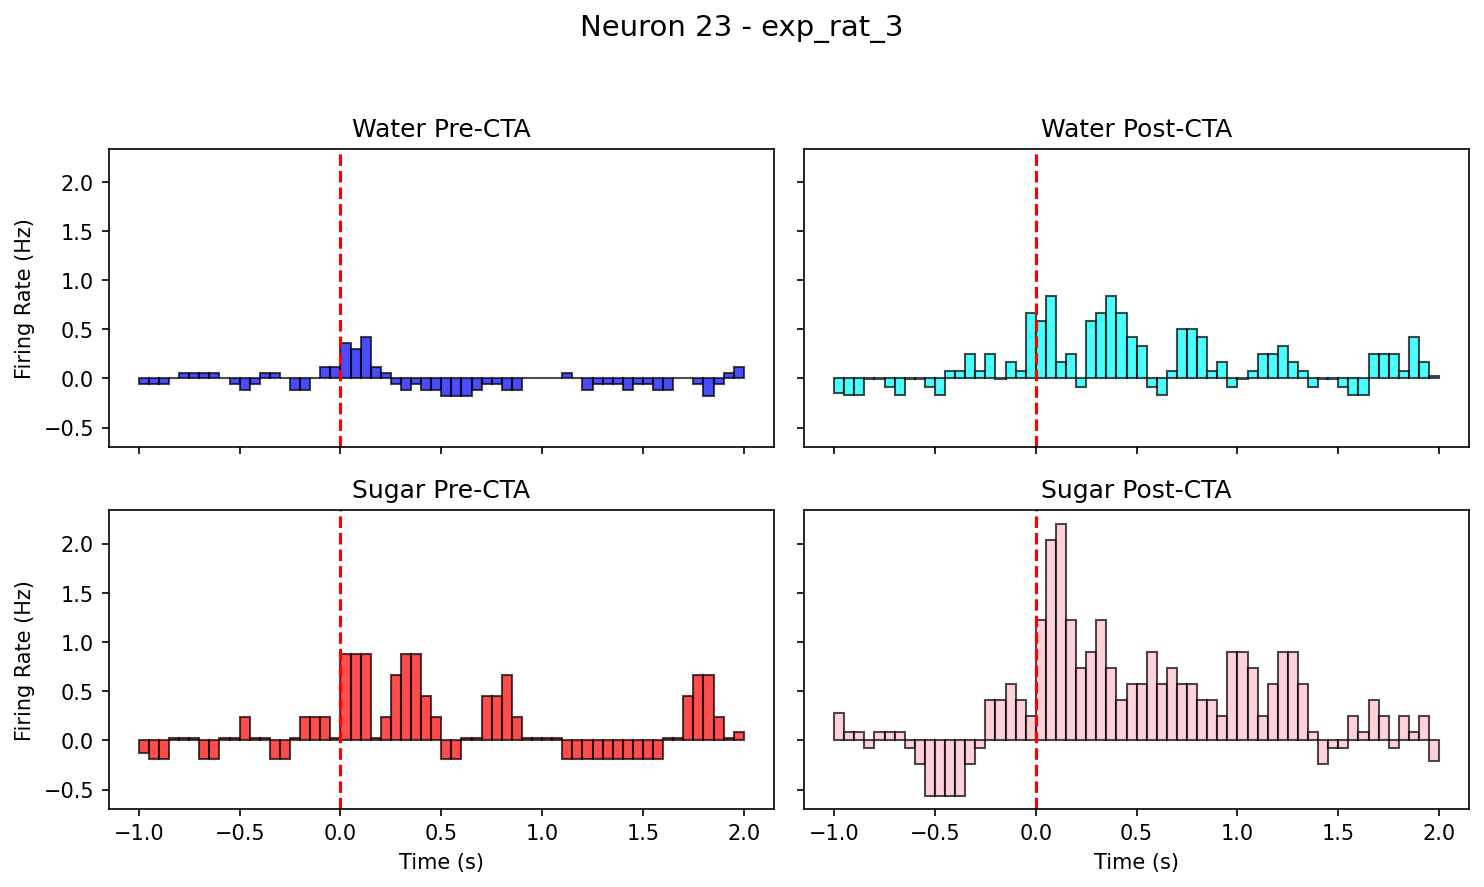 Neuron 23 - exp_rat_3
Water Pre-CTA
Water Post-CTA
Firing Rate (Hz)
2.0
1.5
1.0
0.5
0.0
−0.5
Sugar Pre-CTA
Sugar Post-CTA
Firing Rate (Hz)
2.0
1.5
1.0
0.5
0.0
−0.5
−1.0 −0.5 0.0 0.5 1.0 1.5 2.0
−1.0 −0.5 0.0 0.5 1.0 1.5 2.0
Time (s)
Time (s)